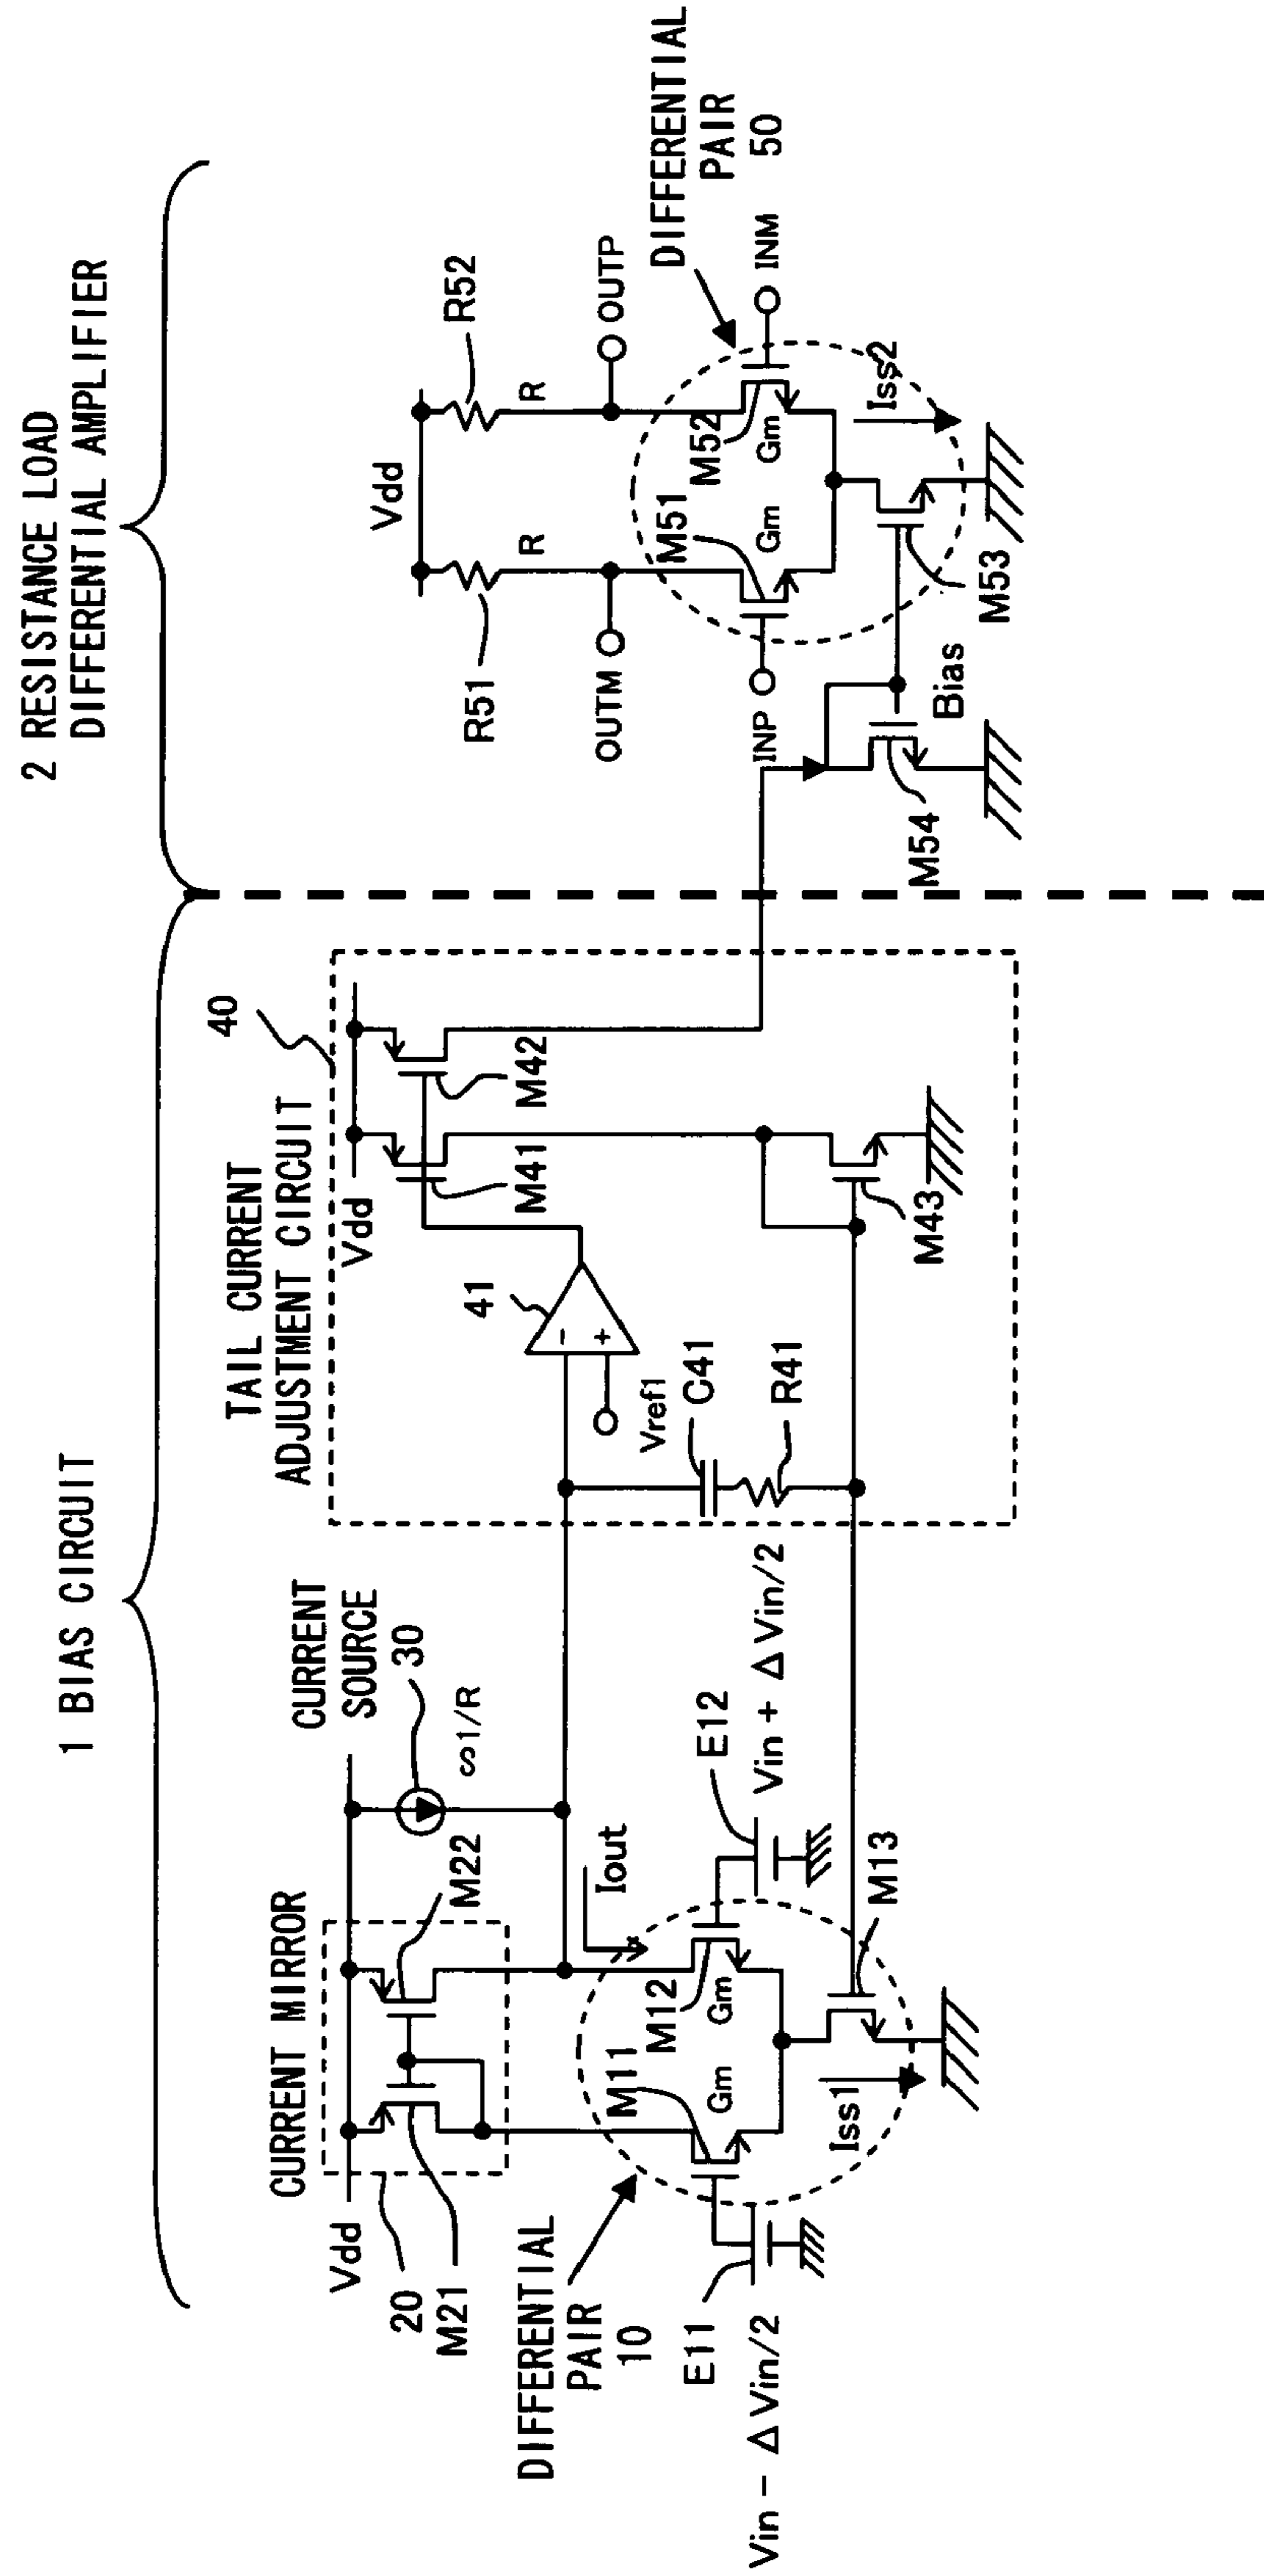 1 BIAS CIRCUIT
2 RESISTANCE LOAD
DIFFERENTIAL AMPLIFIER
CURRENT MIRROR
CURRENT
SOURCE
30
TAIL CURRENT
ADJUSTMENT CIRCUIT
40
Vdd
20
M21
M22
∽1/R
Iout
DIFFERENTIAL
PAIR
10
E11
Vin - ΔVin/2
M11
Gm
M12
Gm
E12
Vin + ΔVin/2
Iss1
M13
Vdd
41
-
+
Vref1
C41
R41
M41
M42
M43
Vdd
R51
R
R52
R
OUTM
OUTP
INP
INM
M51
Gm
M52
Gm
DIFFERENTIAL
PAIR
50
Iss2
M53
M54
Bias